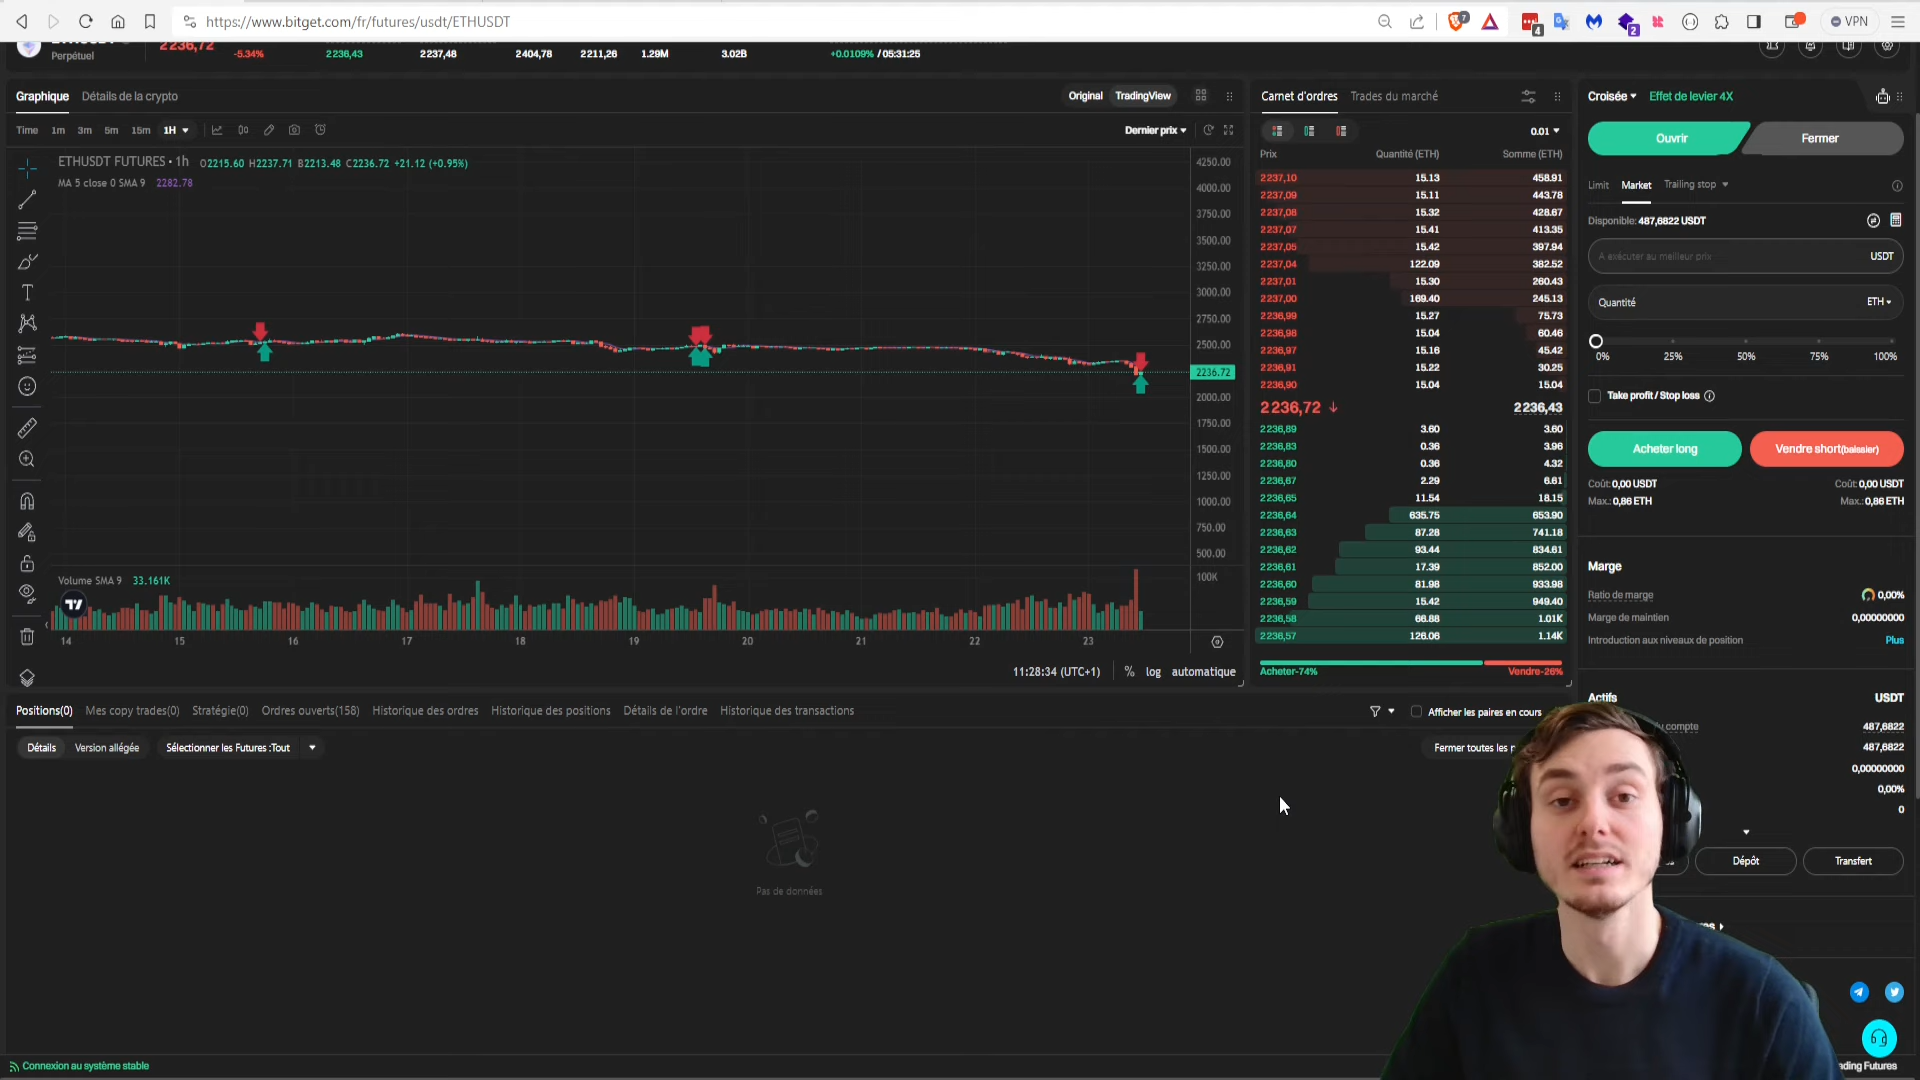 https://www.bitget.com/fr/futures/usdt/ETHUSDT
7
4
2
VPN
ETHUSDT
Perpétuel
2236,72
-5.34%
2236,43
2237,48
2404,78
2211,26
1.29M
3.02B
+0.0109% / 05:31:25
Graphique
Détails de la crypto
Original
TradingView
Time 1m 3m 5m 15m 1H
Dernier prix
ETHUSDT FUTURES • 1h O2215.60 H2237.71 B2213.48 C2236.72 +21.12 (+0.95%)
MA 5 close 0 SMA 9 2282.78
4250.00
4000.00
3750.00
3500.00
3250.00
3000.00
2750.00
2500.00
2236.72
2000.00
1750.00
1500.00
1250.00
1000.00
750.00
500.00
100K
Volume SMA 9 33.161K
14 15 16 17 18 19 20 21 22 23
11:28:34 (UTC+1) % log automatique
Carnet d'ordres
Trades du marché
0.01
Prix Quantité (ETH) Somme (ETH)
2237,10 15.13 458.91
2237,09 15.11 443.78
2237,08 15.32 428.67
2237,07 15.41 413.35
2237,05 15.42 397.94
2237,04 122.09 382.52
2237,01 15.30 260.43
2237,00 169.40 245.13
2236,99 15.27 75.73
2236,98 15.04 60.46
2236,97 15.16 45.42
2236,91 15.22 30.25
2236,90 15.04 15.04
2236,72 ↓ 2236,43
2236,89 3.60 3.60
2236,83 0.36 3.96
2236,80 0.36 4.32
2236,67 2.29 6.61
2236,65 11.54 18.15
2236,64 635.75 653.90
2236,63 87.28 741.18
2236,62 93.44 834.61
2236,61 17.39 852.00
2236,60 81.98 933.98
2236,59 15.42 949.40
2236,58 66.88 1.01K
2236,57 126.06 1.14K
Acheter-74% Vendre-26%
Croisée
Effet de levier 4X
Ouvrir
Fermer
Limit Market Trailing stop
Disponible: 487,6822 USDT
A exécuter au meilleur prix USDT
Quantité ETH
0% 25% 50% 75% 100%
Take profit / Stop loss
Acheter long
Vendre short(baissier)
Coût: 0,00 USDT Coût: 0,00 USDT
Max.: 0,86 ETH Max.: 0,86 ETH
Marge
Ratio de marge 0,00%
Marge de maintien 0,00000000
Introduction aux niveaux de position Plus
Actifs USDT
compte 487,6822
487,6822
0,00000000
0,00%
0
Dépôt
Transfert
Positions(0) Mes copy trades(0) Stratégie(0) Ordres ouverts(158) Historique des ordres Historique des positions Détails de l'ordre Historique des transactions
Afficher les paires en cours
Détails Version allégée Sélectionner les Futures :Tout
Fermer toutes les
Pas de données
Connexion au système stable
ading Futures